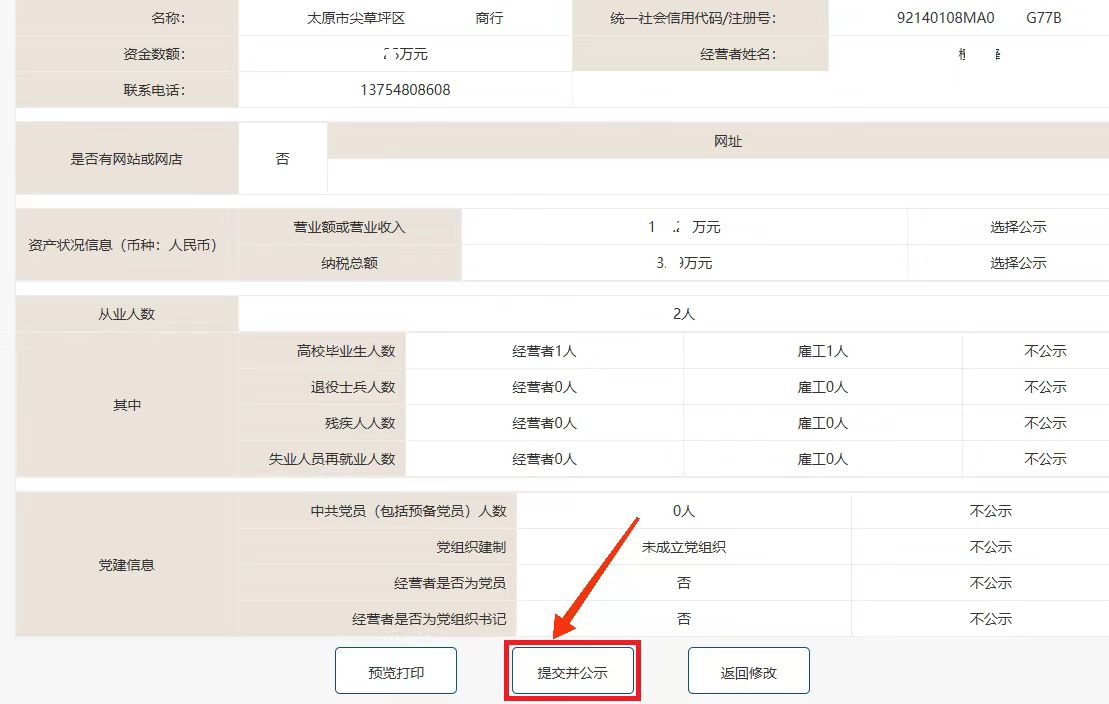 名称： 太原市尖草坪区 商行 统一社会信用代码/注册号： 92140108MA0 G77B
资金数额： 5万元 经营者姓名：
联系电话： 13754808608
是否有网站或网店 否 网址
资产状况信息（币种：人民币） 营业额或营业收入 1 .2 万元 选择公示
纳税总额 3. 9万元 选择公示
从业人数 2人
其中 高校毕业生人数 经营者1人 雇工1人 不公示
退役士兵人数 经营者0人 雇工0人 不公示
残疾人人数 经营者0人 雇工0人 不公示
失业人员再就业人数 经营者0人 雇工0人 不公示
党建信息 中共党员（包括预备党员）人数 0人 不公示
党组织建制 未成立党组织 不公示
经营者是否为党员 否 不公示
经营者是否为党组织书记 否 不公示
预览打印 提交并公示 返回修改